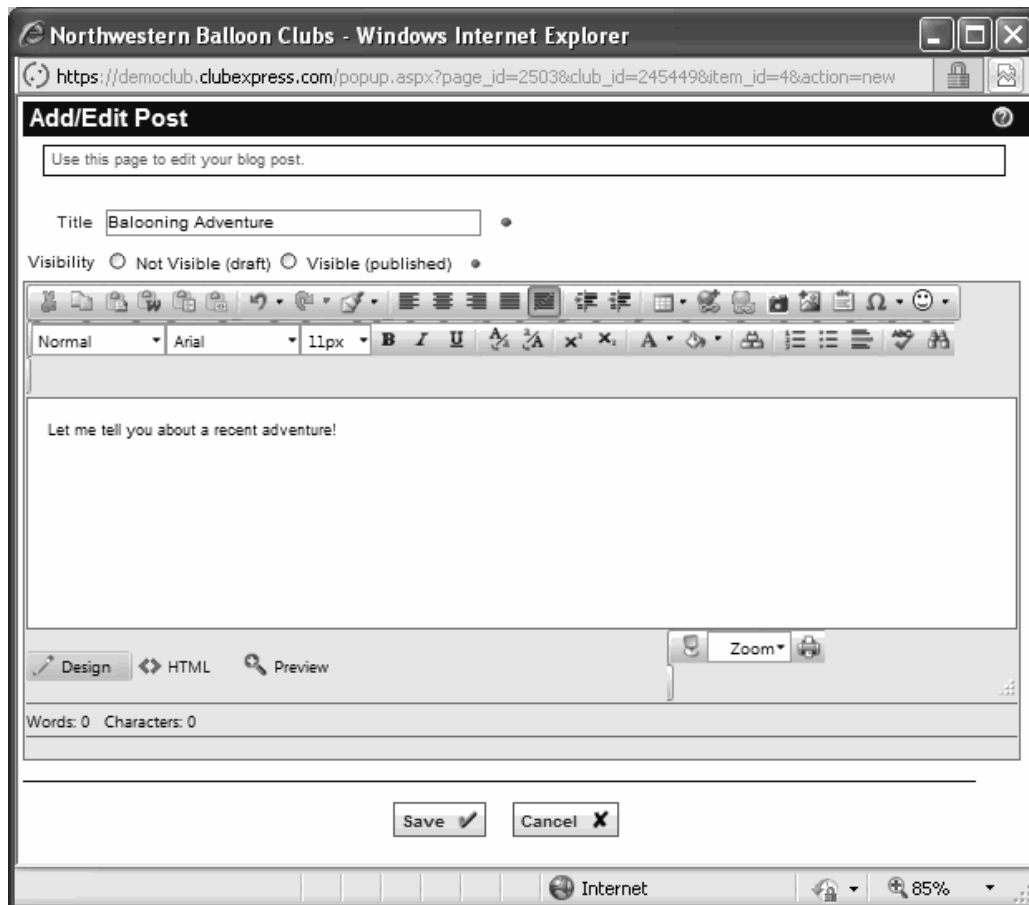 Northwestern Balloon Clubs - Windows Internet Explorer
https://democlub.clubexpress.com/popup.aspx?page_id=2503&club_id=245449&item_id=4&action=new
Add/Edit Post
Use this page to edit your blog post.
Title Balooning Adventure
Visibility Not Visible (draft) Visible (published)
Normal Arial 11px B I U
Let me tell you about a recent adventure!
Zoom
Design HTML Preview
Words: 0 Characters: 0
Save Cancel
Internet 85%